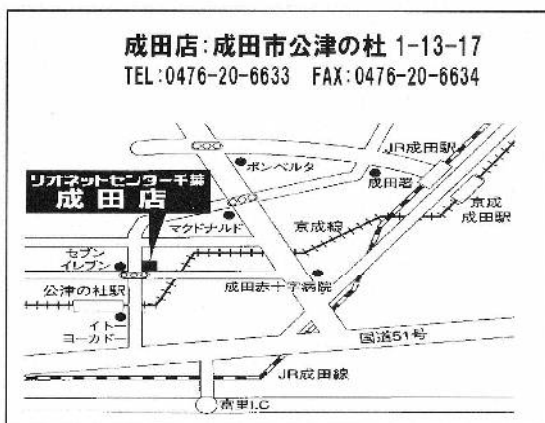 成田店:成田市公津の杜 1-13-17
TEL:0476-20-6633 FAX:0476-20-6634
JR成田駅
ボンベルタ
成田署
リオネットセンター千葉
成田店
京成
成田駅
マクドナルド
京成線
セブン
イレブン
成田赤十字病院
公津の杜駅
イトー
ヨーカドー
国道51号
JR成田線
富里I.C